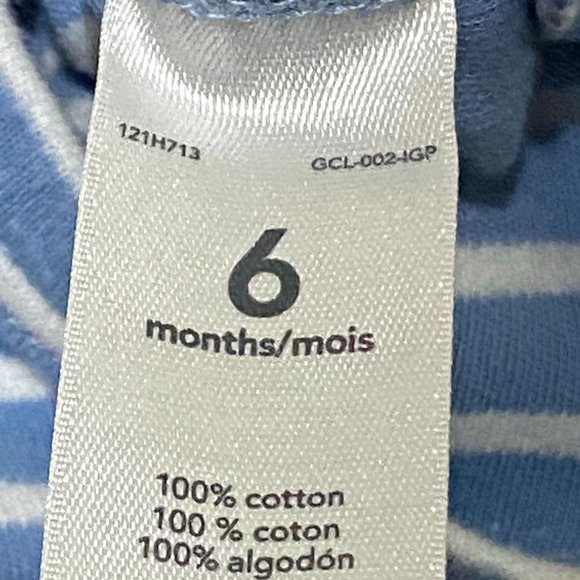 121H713
GCL-002-IGP
6
months/mois
100% cotton
100 % coton
100% algodón